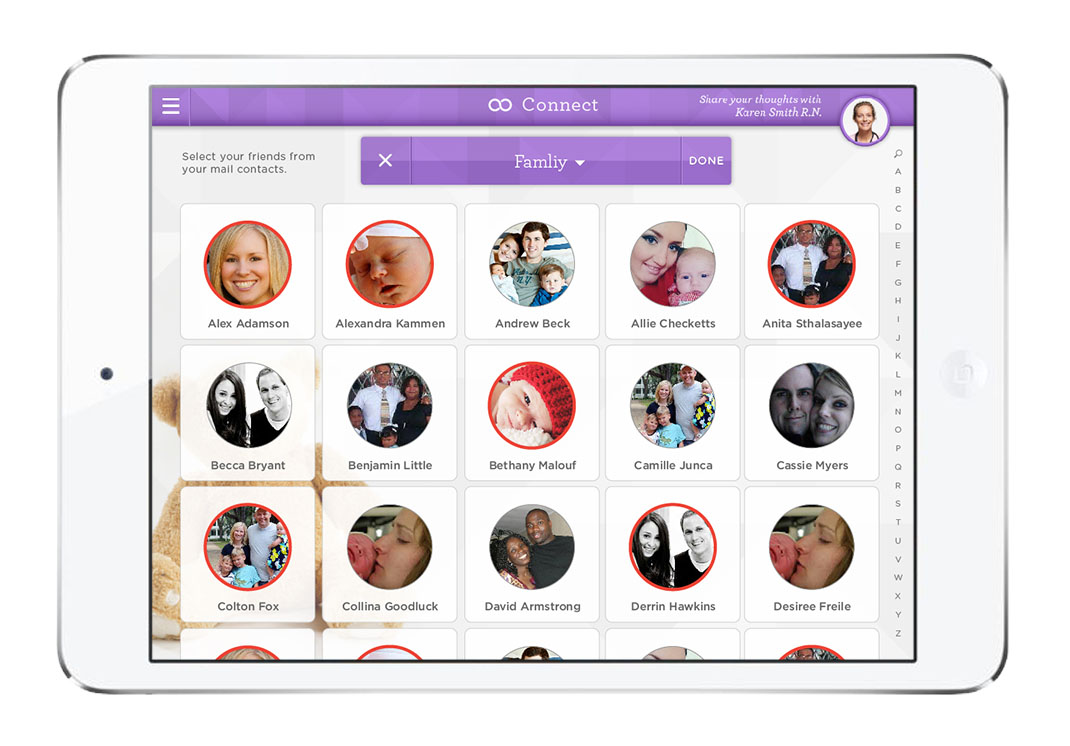 Connect
Share your thoughts with
Karen Smith R.N.
Select your friends from
your mail contacts.
Famliy
DONE
Alex Adamson
Alexandra Kammen
Andrew Beck
Allie Checketts
Anita Sthalasayee
Becca Bryant
Benjamin Little
Bethany Malouf
Camille Junca
Cassie Myers
Colton Fox
Collina Goodluck
David Armstrong
Derrin Hawkins
Desiree Freile
A
B
C
D
E
F
G
H
I
J
K
L
M
N
O
P
Q
R
S
T
U
V
W
X
Y
Z